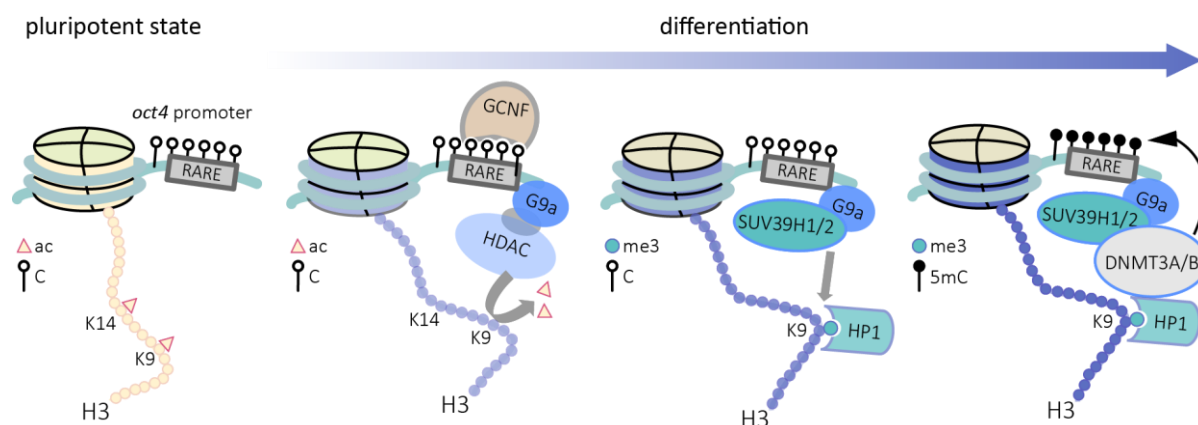 pluripotent state
differentiation
oct4 promoter
RARE
ac
C
K14
K9
H3
GCNF
RARE
G9a
HDAC
ac
C
K14
K9
H3
RARE
G9a
SUV39H1/2
me3
C
K9
HP1
H3
RARE
G9a
SUV39H1/2
DNMT3A/B
me3
5mC
K9
HP1
H3